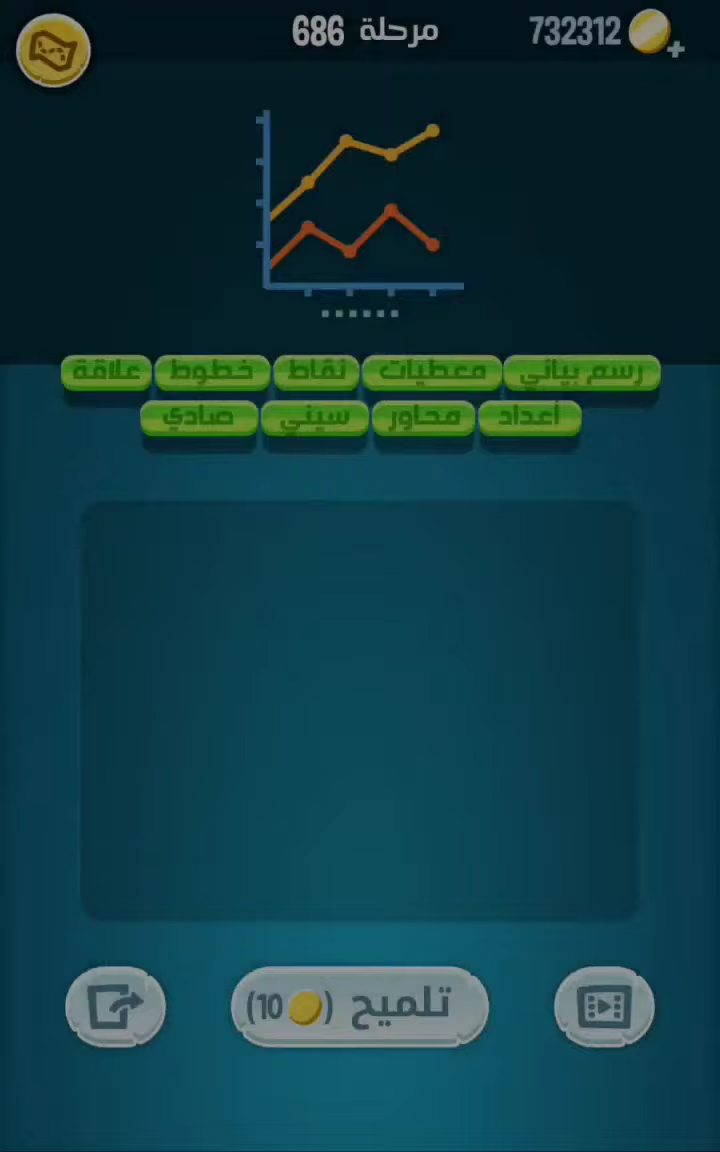 مرحلة 686
732312
......
رسم بياني معطيات نقاط خطوط علاقة
أعداد محاور سيني صادي
تلميح (10)